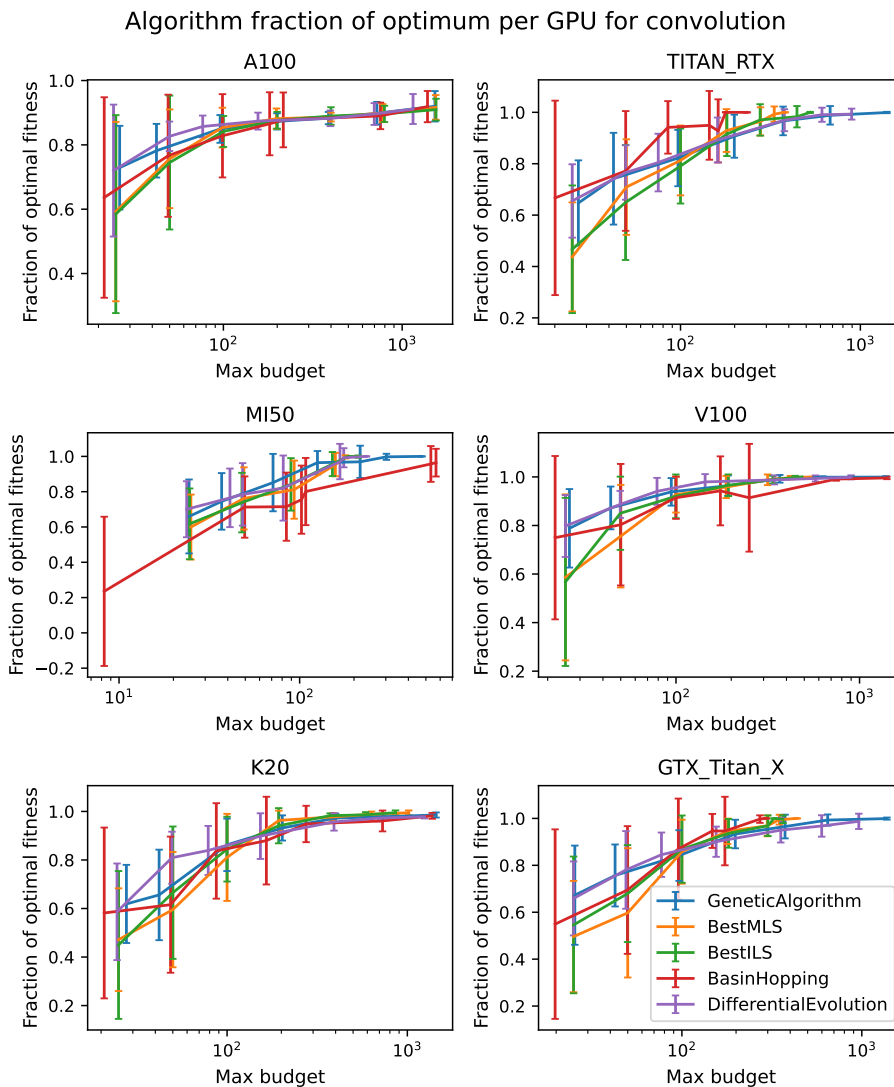 Algorithm fraction of optimum per GPU for convolution
A100
Fraction of optimal fitness
1.0
0.8
0.6
0.4
10²
10³
Max budget
TITAN_RTX
Fraction of optimal fitness
1.0
0.8
0.6
0.4
0.2
10²
10³
Max budget
MI50
Fraction of optimal fitness
1.0
0.8
0.6
0.4
0.2
0.0
−0.2
10¹
10²
Max budget
V100
Fraction of optimal fitness
1.0
0.8
0.6
0.4
0.2
10²
10³
Max budget
K20
Fraction of optimal fitness
1.0
0.8
0.6
0.4
0.2
10²
10³
Max budget
GTX_Titan_X
Fraction of optimal fitness
1.0
0.8
0.6
0.4
0.2
10²
10³
Max budget
GeneticAlgorithm
BestMLS
BestILS
BasinHopping
DifferentialEvolution